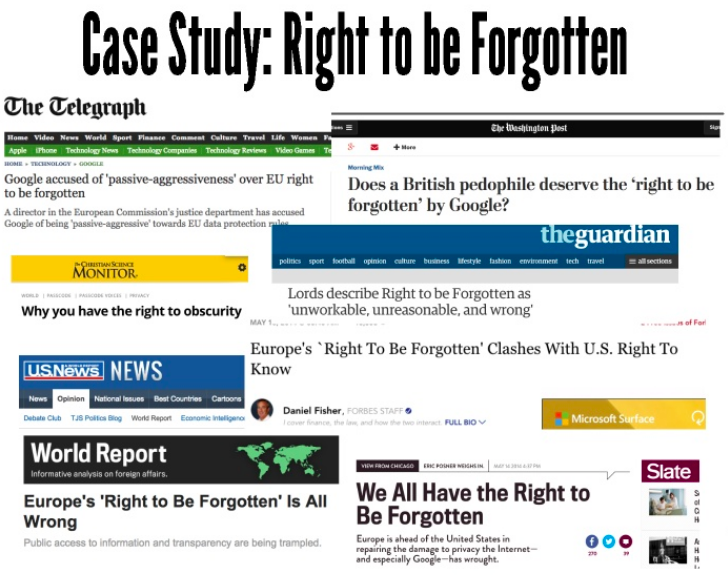 Case Study: Right to be Forgotten
The Telegraph
Home Video News World Sport Finance Comment Culture Travel Life Women
Apple iPhone Technology News Technology Companies Technology Reviews Video Games
HOME » TECHNOLOGY » GOOGLE
Google accused of 'passive-aggressiveness' over EU right
to be forgotten
A director in the European Commission's justice department has accused
Google of being 'passive-aggressive' towards EU data protection rules
The Washington Post
+ More
Morning Mix
Does a British pedophile deserve the 'right to be
forgotten' by Google?
theguardian
politics sport football opinion culture business lifestyle fashion environment tech travel all sections
Lords describe Right to be Forgotten as
'unworkable, unreasonable, and wrong'
The CHRISTIAN SCIENCE
MONITOR
WORLD | PASSCODE | PASSCODE VOICES | PRIVACY
Why you have the right to obscurity
MAY 1
Europe's `Right To Be Forgotten' Clashes With U.S. Right To
Know
Daniel Fisher, FORBES STAFF
I cover finance, the law, and how the two interact. FULL BIO
Microsoft Surface
U.S.News NEWS
News Opinion National Issues Best Countries Cartoons
Debate Club TJS Politics Blog World Report Economic Intelligence
World Report
Informative analysis on foreign affairs.
Europe's 'Right to Be Forgotten' Is All
Wrong
Public access to information and transparency are being trampled.
VIEW FROM CHICAGO ERIC POSNER WEIGHS IN. MAY 14 2014 4:37 PM
We All Have the Right to
Be Forgotten
Europe is ahead of the United States in
repairing the damage to privacy the Internet—
and especially Google—has wrought.
Slate